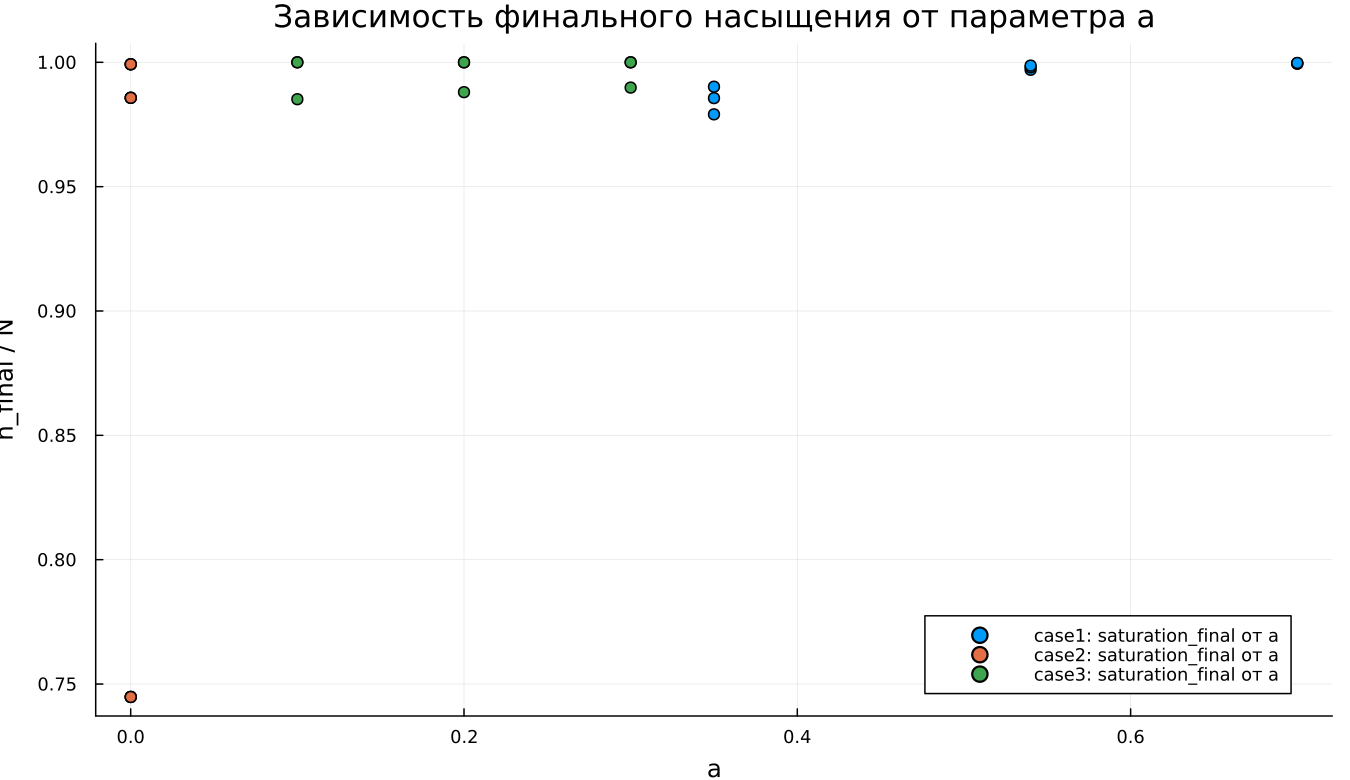 Зависимость финального насыщения от параметра a
n_final / N
1.00
0.95
0.90
0.85
0.80
0.75
0.0
0.2
0.4
0.6
a
case1: saturation_final от a
case2: saturation_final от a
case3: saturation_final от a